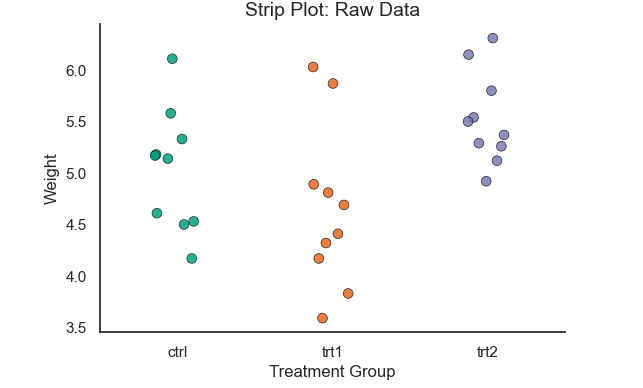 Strip Plot: Raw Data
Weight
6.0
5.5
5.0
4.5
4.0
3.5
ctrl
trt1
trt2
Treatment Group